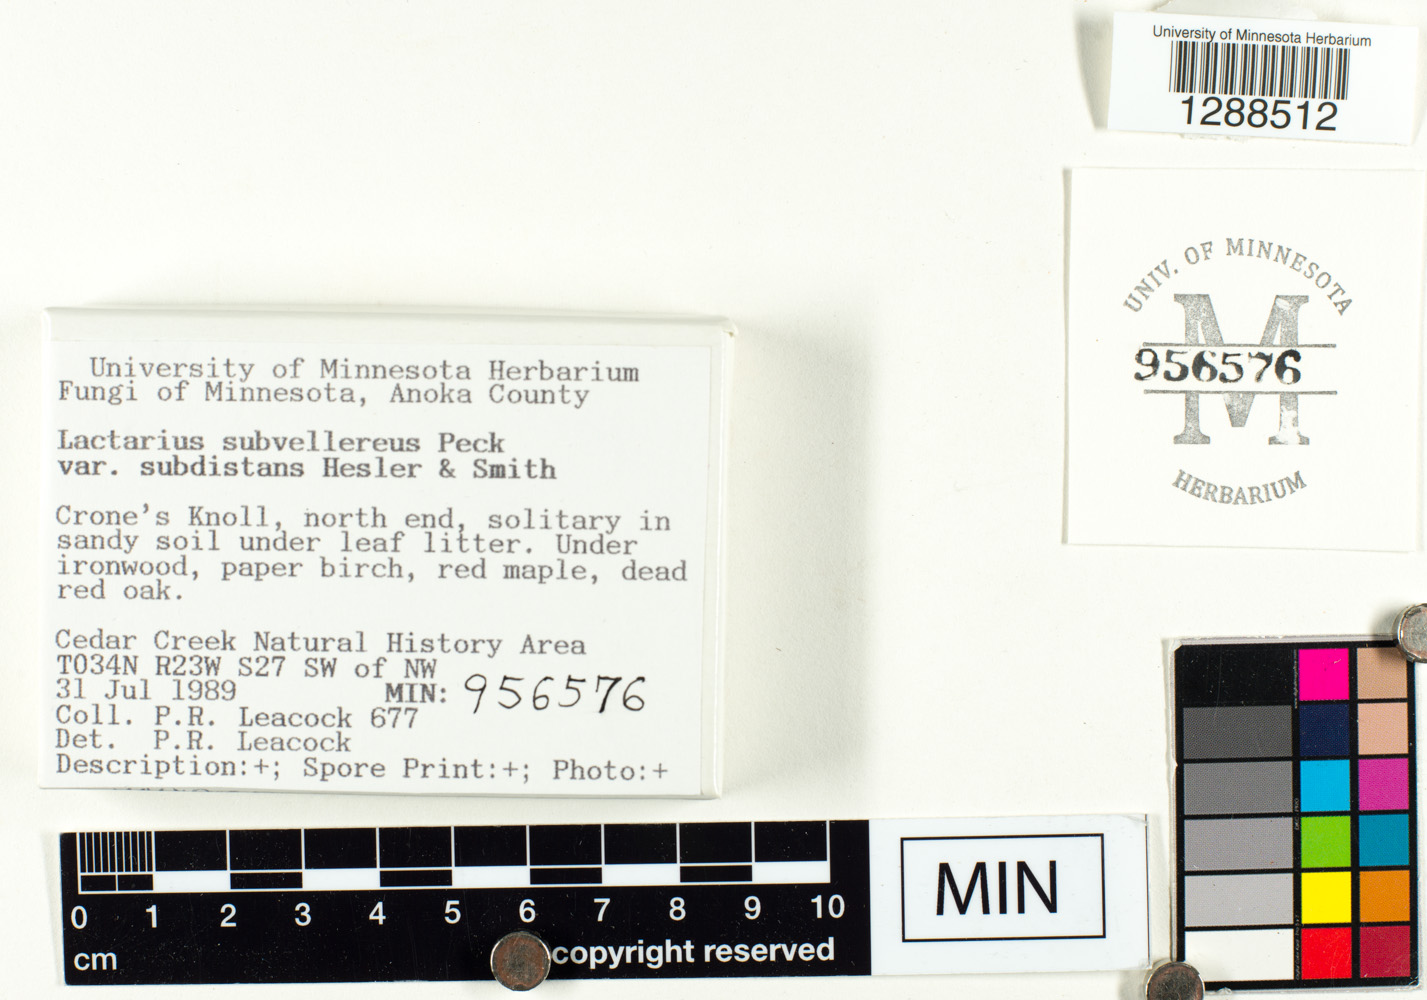 University of Minnesota Herbarium
1288512
UNIV. OF MINNESOTA
M
956576
HERBARIUM
University of Minnesota Herbarium
Fungi of Minnesota, Anoka County
Lactarius subvellereus Peck
var. subdistans Hesler & Smith
Crone's Knoll, north end, solitary in
sandy soil under leaf litter. Under
ironwood, paper birch, red maple, dead
red oak.
Cedar Creek Natural History Area
T034N R23W S27 SW of NW
31 Jul 1989 MIN: 956576
Coll. P.R. Leacock 677
Det. P.R. Leacock
Description:+; Spore Print:+; Photo:+
0 1 2 3 4 5 6 7 8 9 10
cm copyright reserved
MIN